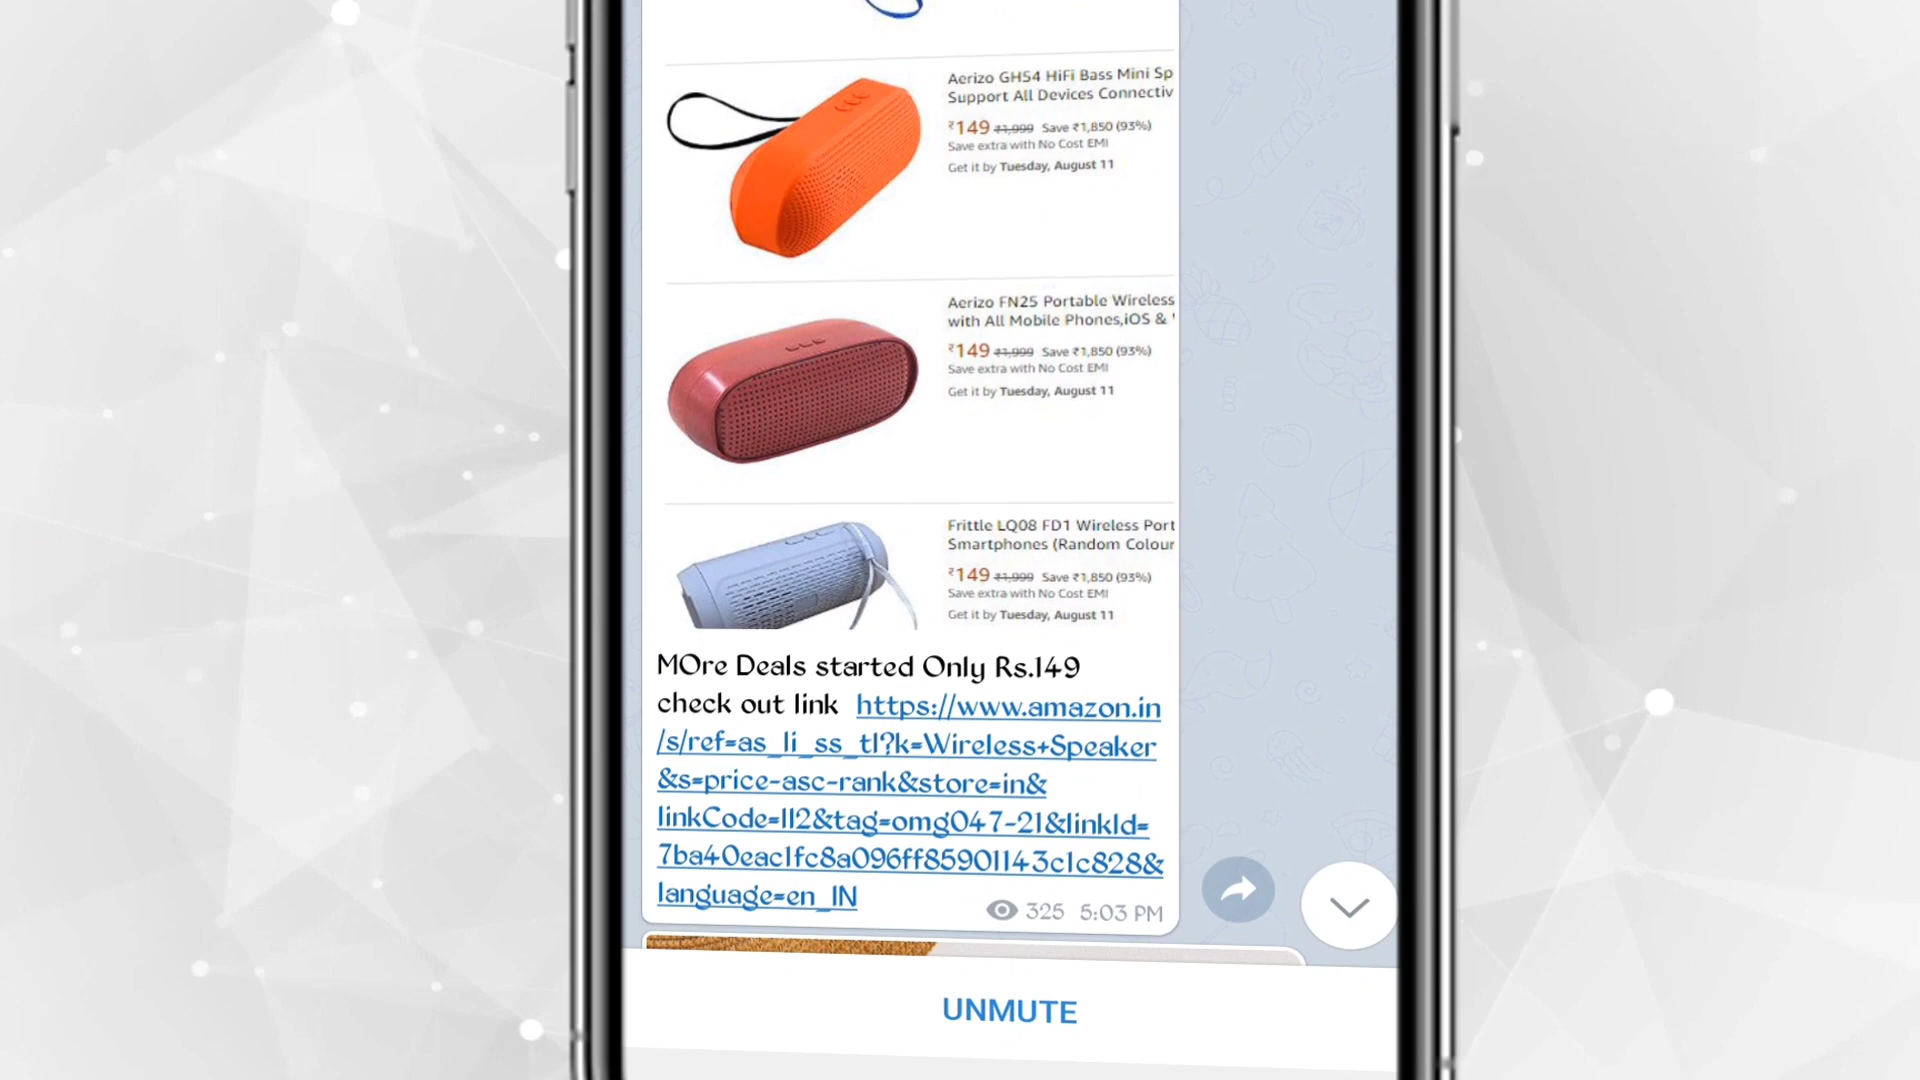 Aerizo GH54 HiFi Bass Mini Sp
Support All Devices Connectiv
₹149 ₹1,999 Save ₹1,850 (93%)
Save extra with No Cost EMI
Get it by Tuesday, August 11
Aerizo FN25 Portable Wireless
with All Mobile Phones,iOS &
₹149 ₹1,999 Save ₹1,850 (93%)
Save extra with No Cost EMI
Get it by Tuesday, August 11
Frittle LQ08 FD1 Wireless Port
Smartphones (Random Colour
₹149 ₹1,999 Save ₹1,850 (93%)
Save extra with No Cost EMI
Get it by Tuesday, August 11
MOre Deals started Only Rs.149
check out link https://www.amazon.in
/s/ref=as_li_ss_tl?k=Wireless+Speaker
&s=price-asc-rank&store=in&
linkCode=ll2&tag=omg047-21&linkId=
7ba40eac1fc8a096ff85901143c1c828&
language=en_IN
325 5:03 PM
UNMUTE